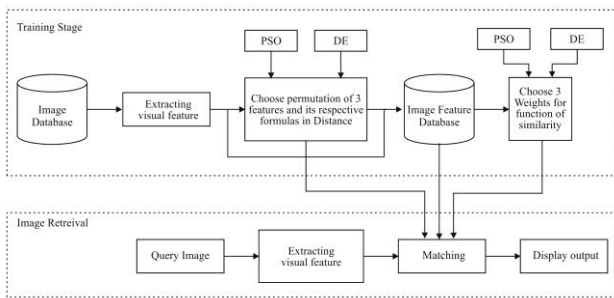 Training Stage
PSO
DE
PSO
DE
Image
Database
Extracting
visual feature
Choose permutation of 3
features and its respective
formulas in Distance
Image Feature
Database
Choose 3
Weights for
function of
similarity
Image Retreival
Query Image
Extracting
visual feature
Matching
Display output